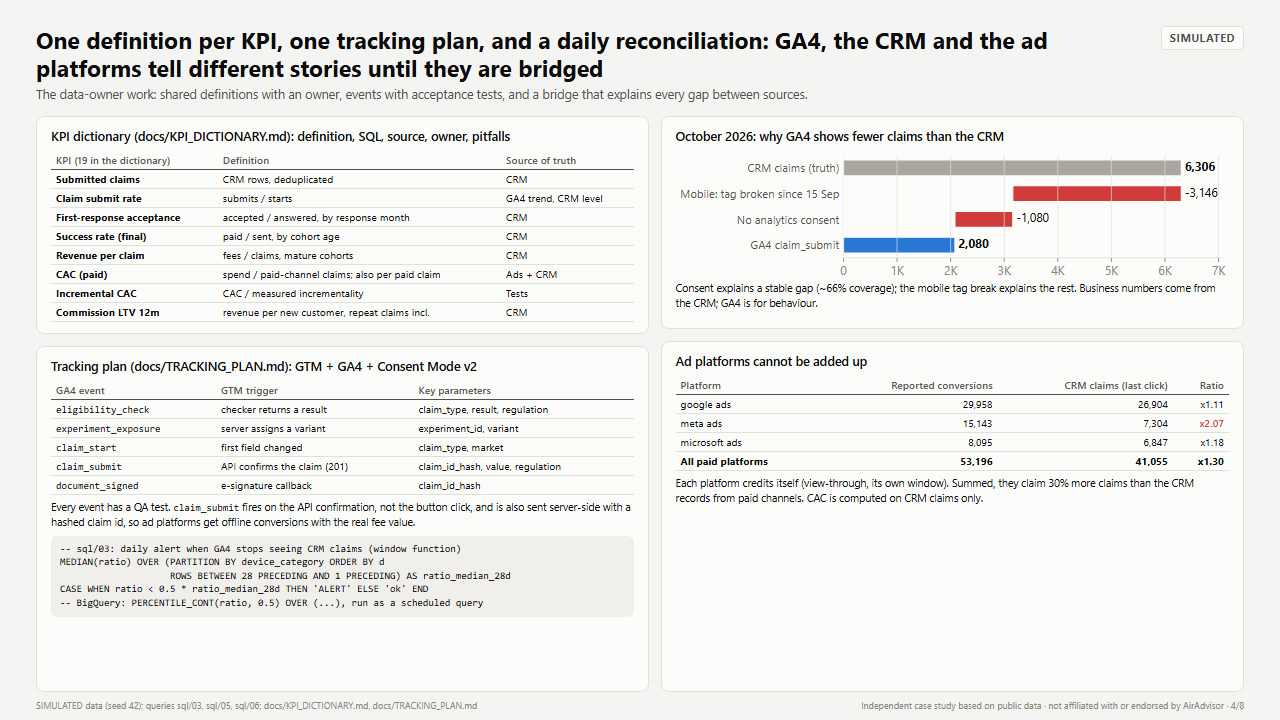 One definition per KPI, one tracking plan, and a daily reconciliation: GA4, the CRM and the ad
platforms tell different stories until they are bridged
SIMULATED
The data-owner work: shared definitions with an owner, events with acceptance tests, and a bridge that explains every gap between sources.
KPI dictionary (docs/KPI_DICTIONARY.md): definition, SQL, source, owner, pitfalls
KPI (19 in the dictionary) Definition Source of truth
Submitted claims CRM rows, deduplicated CRM
Claim submit rate submits / starts GA4 trend, CRM level
First-response acceptance accepted / answered, by response month CRM
Success rate (final) paid / sent, by cohort age CRM
Revenue per claim fees / claims, mature cohorts CRM
CAC (paid) spend / paid-channel claims; also per paid claim Ads + CRM
Incremental CAC CAC / measured incrementality Tests
Commission LTV 12m revenue per new customer, repeat claims incl. CRM
Tracking plan (docs/TRACKING_PLAN.md): GTM + GA4 + Consent Mode v2
GA4 event GTM trigger Key parameters
eligibility_check checker returns a result claim_type, result, regulation
experiment_exposure server assigns a variant experiment_id, variant
claim_start first field changed claim_type, market
claim_submit API confirms the claim (201) claim_id_hash, value, regulation
document_signed e-signature callback claim_id_hash
Every event has a QA test. claim_submit fires on the API confirmation, not the button click, and is also sent server-side with a
hashed claim id, so ad platforms get offline conversions with the real fee value.
-- sql/03: daily alert when GA4 stops seeing CRM claims (window function)
MEDIAN(ratio) OVER (PARTITION BY device_category ORDER BY d
ROWS BETWEEN 28 PRECEDING AND 1 PRECEDING) AS ratio_median_28d
CASE WHEN ratio < 0.5 * ratio_median_28d THEN 'ALERT' ELSE 'ok' END
-- BigQuery: PERCENTILE_CONT(ratio, 0.5) OVER (...), run as a scheduled query
October 2026: why GA4 shows fewer claims than the CRM
CRM claims (truth) 6,306
Mobile: tag broken since 15 Sep -3,146
No analytics consent -1,080
GA4 claim_submit 2,080
0 1K 2K 3K 4K 5K 6K 7K
Consent explains a stable gap (~66% coverage); the mobile tag break explains the rest. Business numbers come from
the CRM; GA4 is for behaviour.
Ad platforms cannot be added up
Platform Reported conversions CRM claims (last click) Ratio
google ads 29,958 26,904 x1.11
meta ads 15,143 7,304 x2.07
microsoft ads 8,095 6,847 x1.18
All paid platforms 53,196 41,055 x1.30
Each platform credits itself (view-through, its own window). Summed, they claim 30% more claims than the CRM
records from paid channels. CAC is computed on CRM claims only.
SIMULATED data (seed 42); queries sql/03, sql/05, sql/06; docs/KPI_DICTIONARY.md, docs/TRACKING_PLAN.md
Independent case study based on public data · not affiliated with or endorsed by AirAdvisor · 4/8